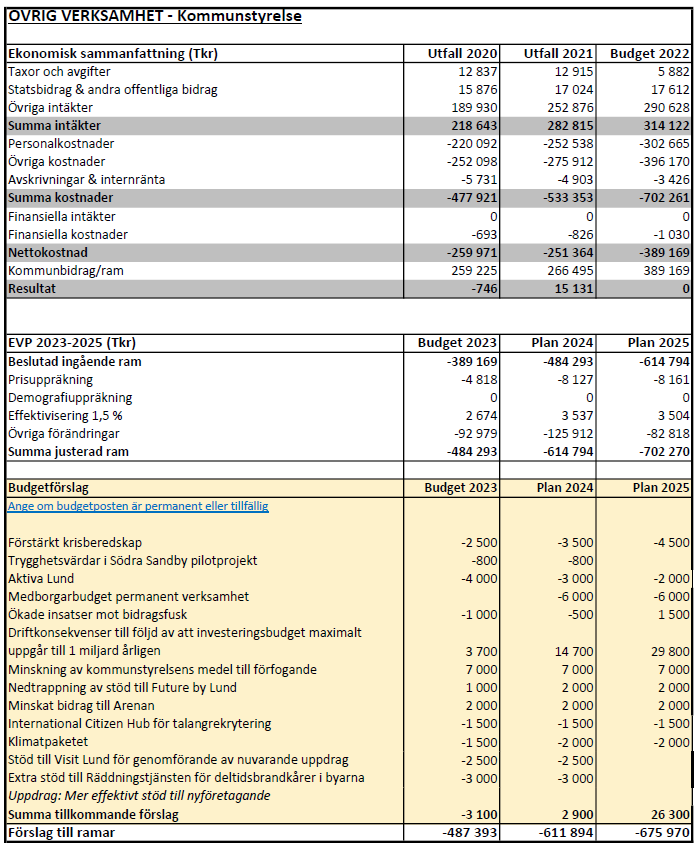 ÖVRIG VERKSAMHET - Kommunstyrelse
Ekonomisk sammanfattning (Tkr) Utfall 2020 Utfall 2021 Budget 2022
Taxor och avgifter 12 837 12 915 5 882
Statsbidrag & andra offentliga bidrag 15 876 17 024 17 612
Övriga intäkter 189 930 252 876 290 628
Summa intäkter 218 643 282 815 314 122
Personalkostnader -220 092 -252 538 -302 665
Övriga kostnader -252 098 -275 912 -396 170
Avskrivningar & internränta -5 731 -4 903 -3 426
Summa kostnader -477 921 -533 353 -702 261
Finansiella intäkter 0 0 0
Finansiella kostnader -693 -826 -1 030
Nettokostnad -259 971 -251 364 -389 169
Kommunbidrag/ram 259 225 266 495 389 169
Resultat -746 15 131 0
EVP 2023-2025 (Tkr) Budget 2023 Plan 2024 Plan 2025
Beslutad ingående ram -389 169 -484 293 -614 794
Prisuppräkning -4 818 -8 127 -8 161
Demografiuppräkning 0 0 0
Effektivisering 1,5 % 2 674 3 537 3 504
Övriga förändringar -92 979 -125 912 -82 818
Summa justerad ram -484 293 -614 794 -702 270
Budgetförslag Budget 2023 Plan 2024 Plan 2025
Ange om budgetposten är permanent eller tillfällig
Förstärkt krisberedskap -2 500 -3 500 -4 500
Trygghetsvärdar i Södra Sandby pilotprojekt -800 -800
Aktiva Lund -4 000 -3 000 -2 000
Medborgarbudget permanent verksamhet -6 000 -6 000
Ökade insatser mot bidragsfusk -1 000 -500 1 500
Driftkonsekvenser till följd av att investeringsbudget maximalt
uppgår till 1 miljard årligen 3 700 14 700 29 800
Minskning av kommunstyrelsens medel till förfogande 7 000 7 000 7 000
Nedtrappning av stöd till Future by Lund 1 000 2 000 2 000
Minskat bidrag till Arenan 2 000 2 000 2 000
International Citizen Hub för talangrekrytering -1 500 -1 500 -1 500
Klimatpaketet -1 500 -2 000 -2 000
Stöd till Visit Lund för genomförande av nuvarande uppdrag -2 500 -2 500
Extra stöd till Räddningstjänsten för deltidsbrandkårer i byarna -3 000 -3 000
Uppdrag: Mer effektivt stöd till nyföretagande
Summa tillkommande förslag -3 100 2 900 26 300
Förslag till ramar -487 393 -611 894 -675 970